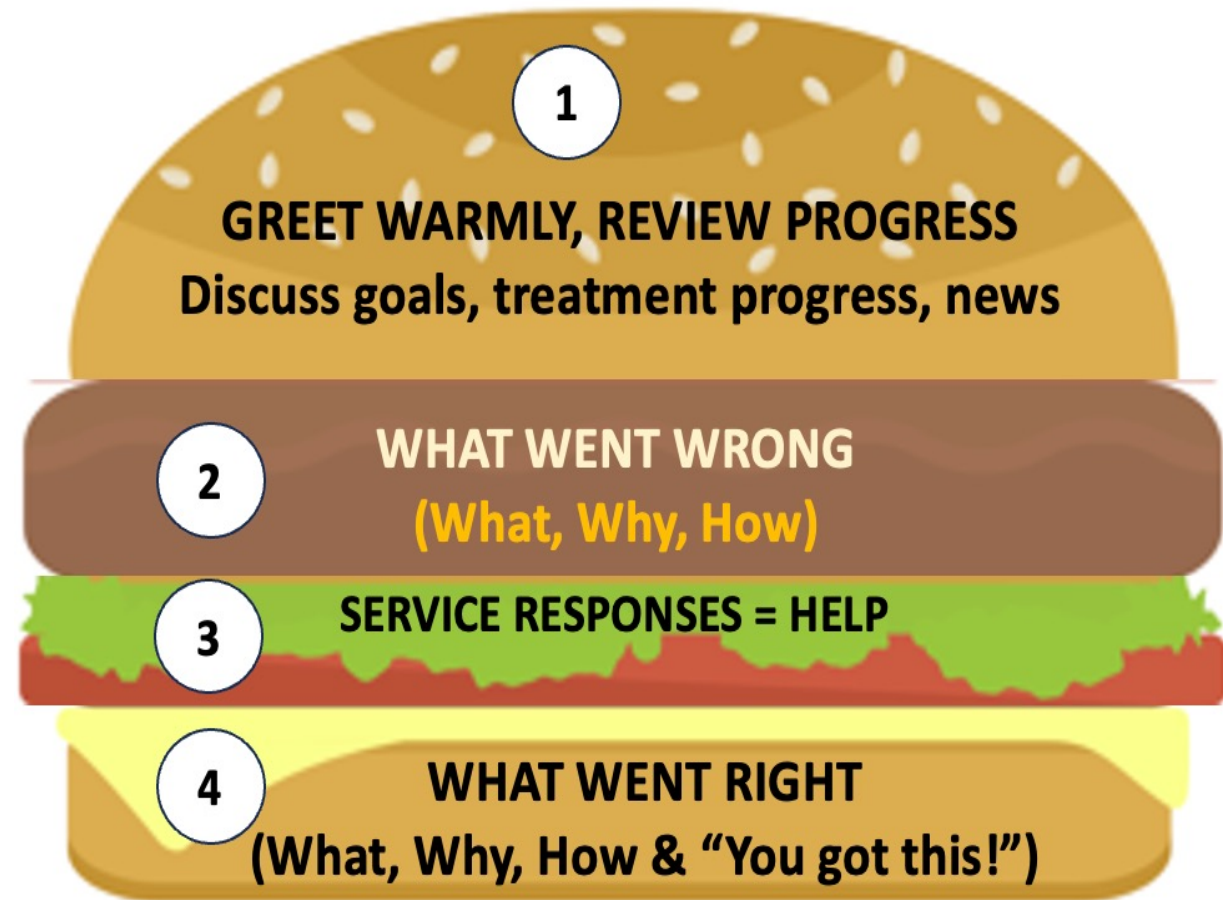 1
GREET WARMLY, REVIEW PROGRESS
Discuss goals, treatment progress, news
2
WHAT WENT WRONG
(What, Why, How)
3
SERVICE RESPONSES = HELP
4
WHAT WENT RIGHT
(What, Why, How & “You got this!”)